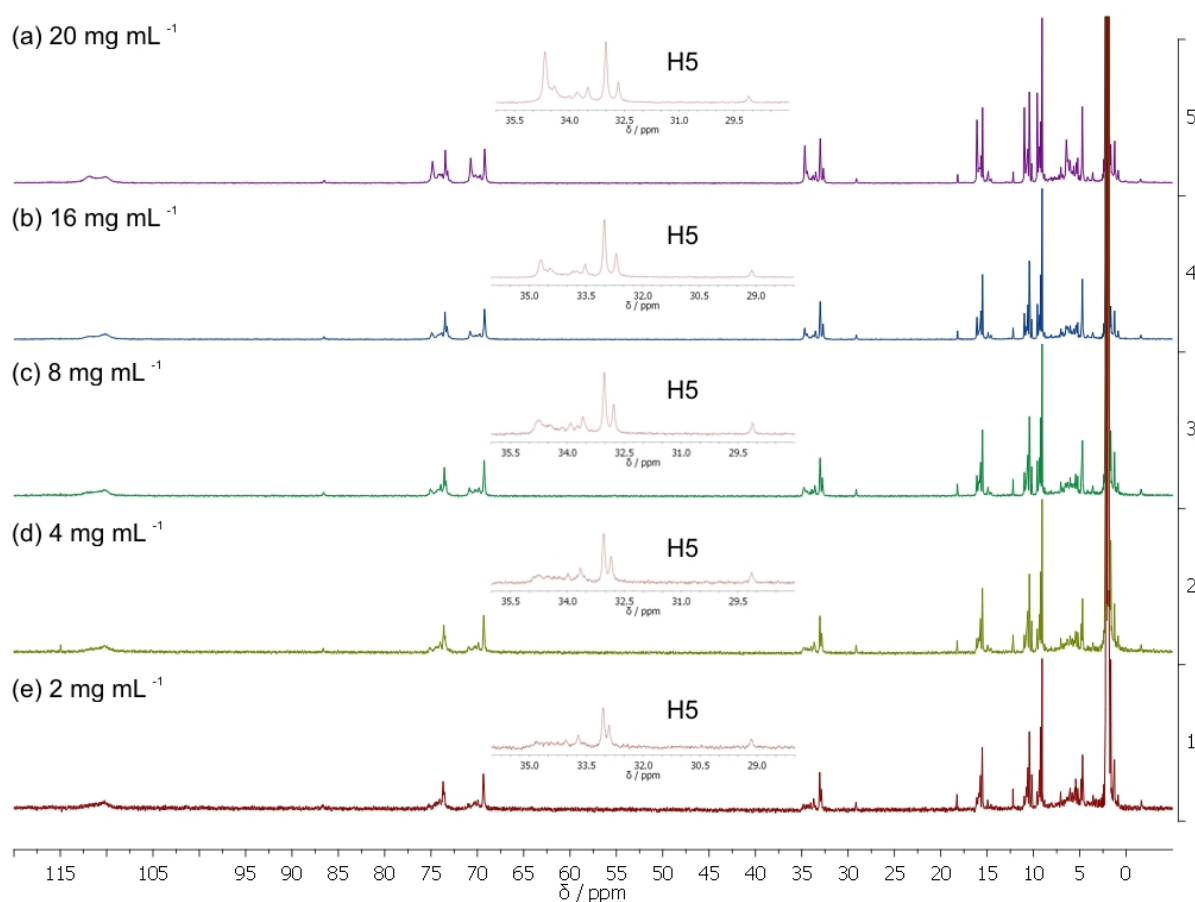 (a) 20 mg mL -1
H5
35.5 34.0 32.5 31.0 29.5
δ / ppm
5
(b) 16 mg mL -1
H5
35.0 33.5 32.0 30.5 29.0
δ / ppm
4
(c) 8 mg mL -1
H5
35.5 34.0 32.5 31.0 29.5
δ / ppm
3
(d) 4 mg mL -1
H5
35.5 34.0 32.5 31.0 29.5
δ / ppm
2
(e) 2 mg mL -1
H5
35.0 33.5 32.0 30.5 29.0
δ / ppm
1
115 105 95 90 85 80 75 70 65 60 55 50 45 40 35 30 25 20 15 10 5 0
δ / ppm